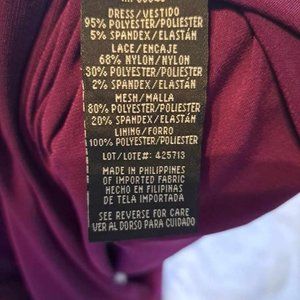 DRESS/VESTIDO
95% POLYESTER/POLIESTER
5% SPANDEX/ELASTÁN
LACE/ENCAJE
68% NYLON/NYLON
30% POLYESTER/POLIESTER
2% SPANDEX/ELASTÁN
MESH/MALLA
80% POLYESTER/POLIESTER
20% SPANDEX/ELASTÁN
LINING/FORRO
100% POLYESTER/POLIESTER
LOT/LOTE#: 425713
MADE IN PHILIPPINES
OF IMPORTED FABRIC
HECHO EN FILIPINAS
DE TELA IMPORTADA
SEE REVERSE FOR CARE
VER AL DORSO PARA CUIDADO